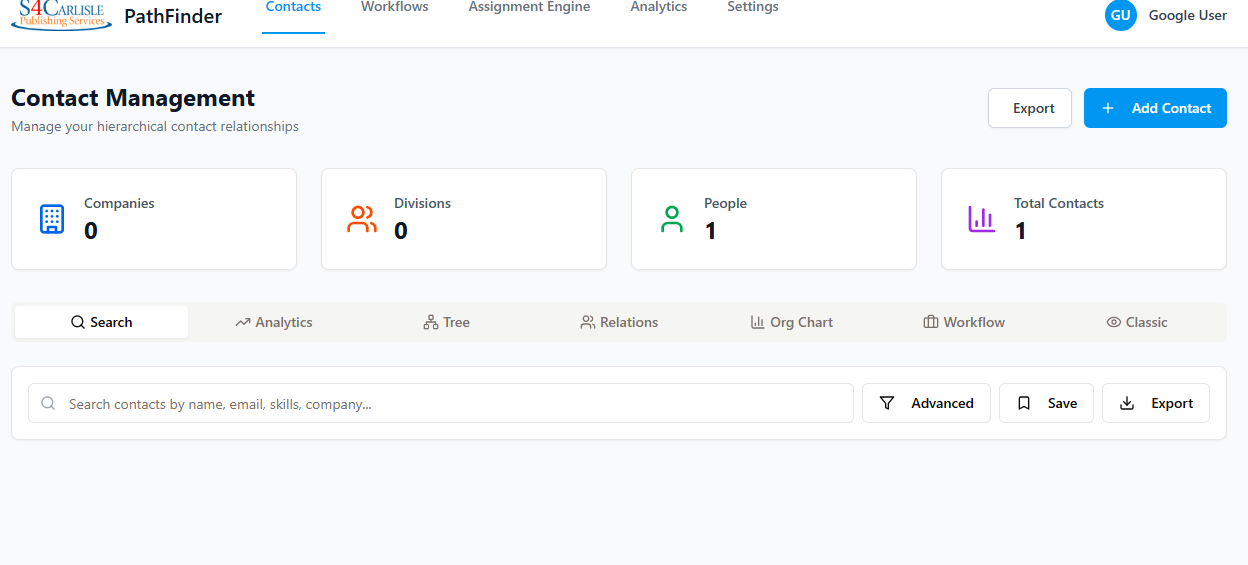 S4CARLISLE
Publishing Services
PathFinder
Contacts
Workflows
Assignment Engine
Analytics
Settings
GU
Google User
Contact Management
Manage your hierarchical contact relationships
Export
Add Contact
Companies
0
Divisions
0
People
1
Total Contacts
1
Search
Analytics
Tree
Relations
Org Chart
Workflow
Classic
Search contacts by name, email, skills, company...
Advanced
Save
Export